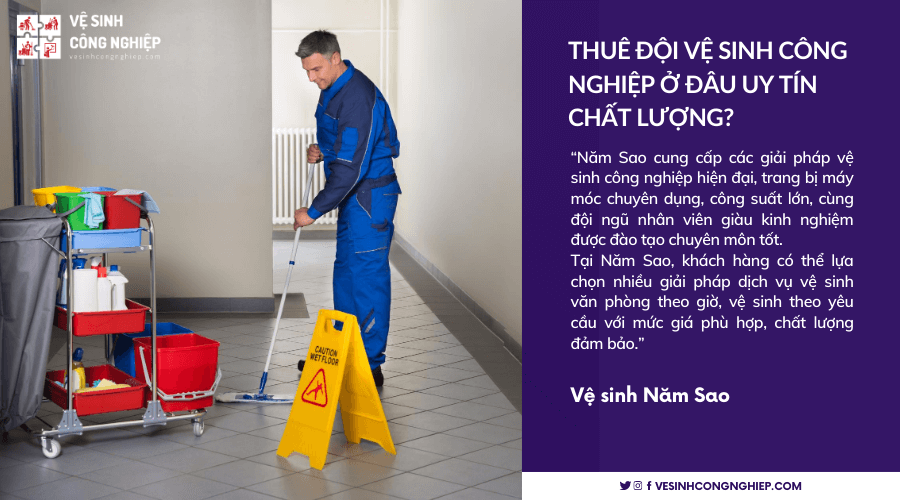 VỆ SINH
CÔNG NGHIỆP
vesinhcongnghiep.com
THUÊ ĐỘI VỆ SINH CÔNG
NGHIỆP Ở ĐÂU UY TÍN
CHẤT LƯỢNG?
“Năm Sao cung cấp các giải pháp vệ
sinh công nghiệp hiện đại, trang bị máy
móc chuyên dụng, công suất lớn, cùng
đội ngũ nhân viên giàu kinh nghiệm
được đào tạo chuyên môn tốt.
Tại Năm Sao, khách hàng có thể lựa
chọn nhiều giải pháp dịch vụ vệ sinh
văn phòng theo giờ, vệ sinh theo yêu
cầu với mức giá phù hợp, chất lượng
đảm bảo.”
Vệ sinh Năm Sao
CAUTION
WET FLOOR
VESINHCONGNGHIEP.COM